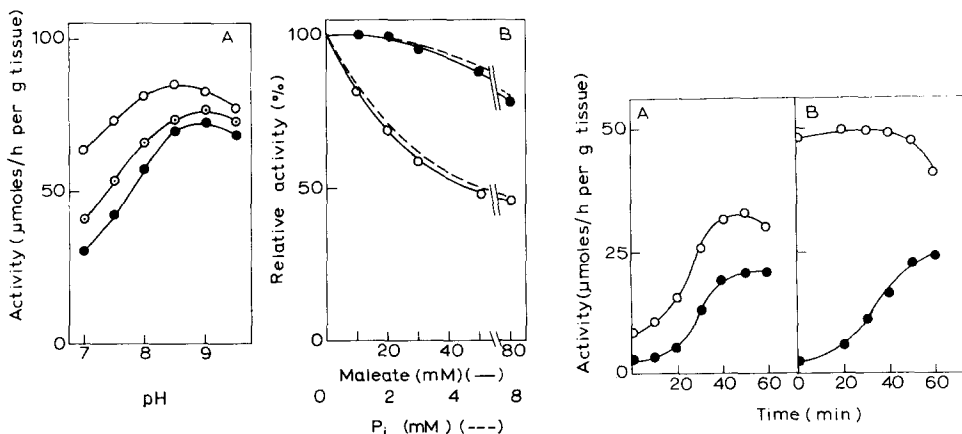 Activity (μmoles/h per g tissue)
100
50
0
A
7
8
9
pH
Relative activity (%)
100
50
0
B
20
40
80
Maleate (mM) (—)
0
2
4
6
8
Pi (mM) (---)
Activity (μmoles/h per g tissue)
50
25
0
A
0
20
40
60
B
0
20
40
60
Time (min)